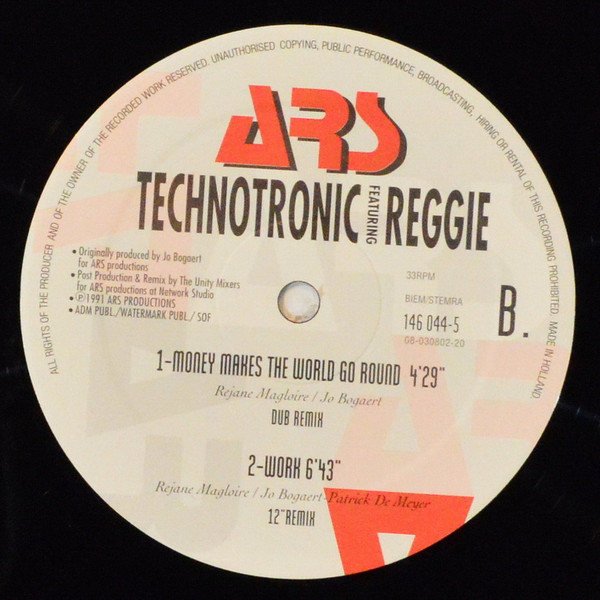 ALL RIGHTS OF THE PRODUCER AND OF THE OWNER OF THE RECORDED WORK RESERVED. UNAUTHORISED COPYING, PUBLIC PERFORMANCE, BROADCASTING, HIRING OR RENTAL OF THIS RECORDING PROHIBITED. MADE IN HOLLAND.
ARS
TECHNOTRONIC FEATURING REGGIE
• Originally produced by Jo Bogaert
for ARS productions
• Post Production & Remix by The Unity Mixers
for ARS productions at Network Studio
• ℗1991 ARS PRODUCTIONS
• ADM PUBL./WATERMARK PUBL./ SOF
33RPM
BIEM/STEMRA
146 044-5
08-030802-20
B.
1-MONEY MAKES THE WORLD GO ROUND 4'29"
Rejane Magloire / Jo Bogaert
DUB REMIX
2-WORK 6'43"
Rejane Magloire / Jo Bogaert-Patrick De Meyer
12"REMIX